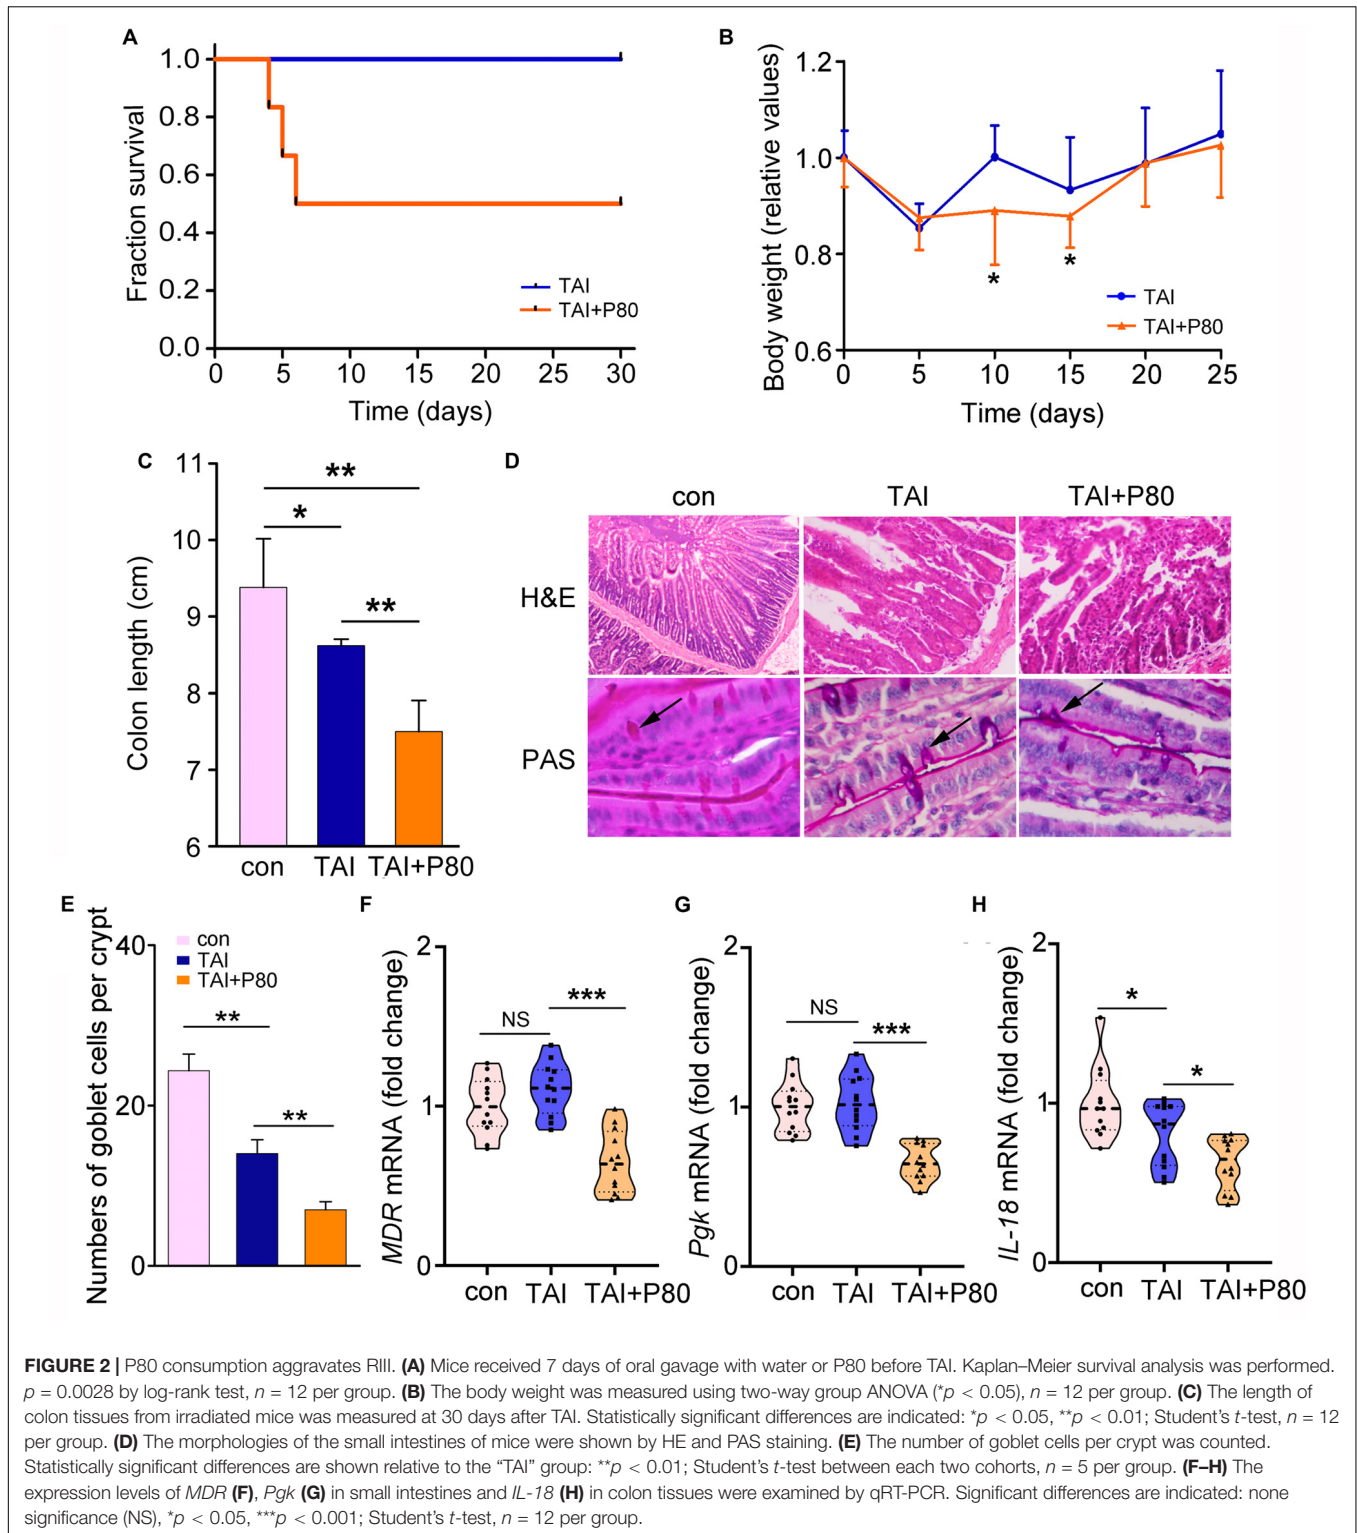 A
Fraction survival
1.0
0.8
0.6
0.4
0.2
0.0
0 5 10 15 20 25 30
Time (days)
TAI
TAI+P80
B
Body weight (relative values)
1.2
1.0
0.8
0.6
* *
0 5 10 15 20 25
Time (days)
TAI
TAI+P80
C
Colon length (cm)
11
10
9
8
7
6
**
*
**
con TAI TAI+P80
D
con TAI TAI+P80
H&E
PAS
E
Numbers of goblet cells per crypt
40
20
0
con
TAI
TAI+P80
**
**
F
MDR mRNA (fold change)
2
1
0
NS ***
con TAI TAI+P80
G
Pgk mRNA (fold change)
2
1
0
NS ***
con TAI TAI+P80
H
IL-18 mRNA (fold change)
2
1
0
* *
con TAI TAI+P80
FIGURE 2 | P80 consumption aggravates RIII. (A) Mice received 7 days of oral gavage with water or P80 before TAI. Kaplan–Meier survival analysis was performed.
p = 0.0028 by log-rank test, n = 12 per group. (B) The body weight was measured using two-way group ANOVA (*p < 0.05), n = 12 per group. (C) The length of
colon tissues from irradiated mice was measured at 30 days after TAI. Statistically significant differences are indicated: *p < 0.05, **p < 0.01; Student's t-test, n = 12
per group. (D) The morphologies of the small intestines of mice were shown by HE and PAS staining. (E) The number of goblet cells per crypt was counted.
Statistically significant differences are shown relative to the “TAI” group: **p < 0.01; Student's t-test between each two cohorts, n = 5 per group. (F–H) The
expression levels of MDR (F), Pgk (G) in small intestines and IL-18 (H) in colon tissues were examined by qRT-PCR. Significant differences are indicated: none
significance (NS), *p < 0.05, ***p < 0.001; Student's t-test, n = 12 per group.